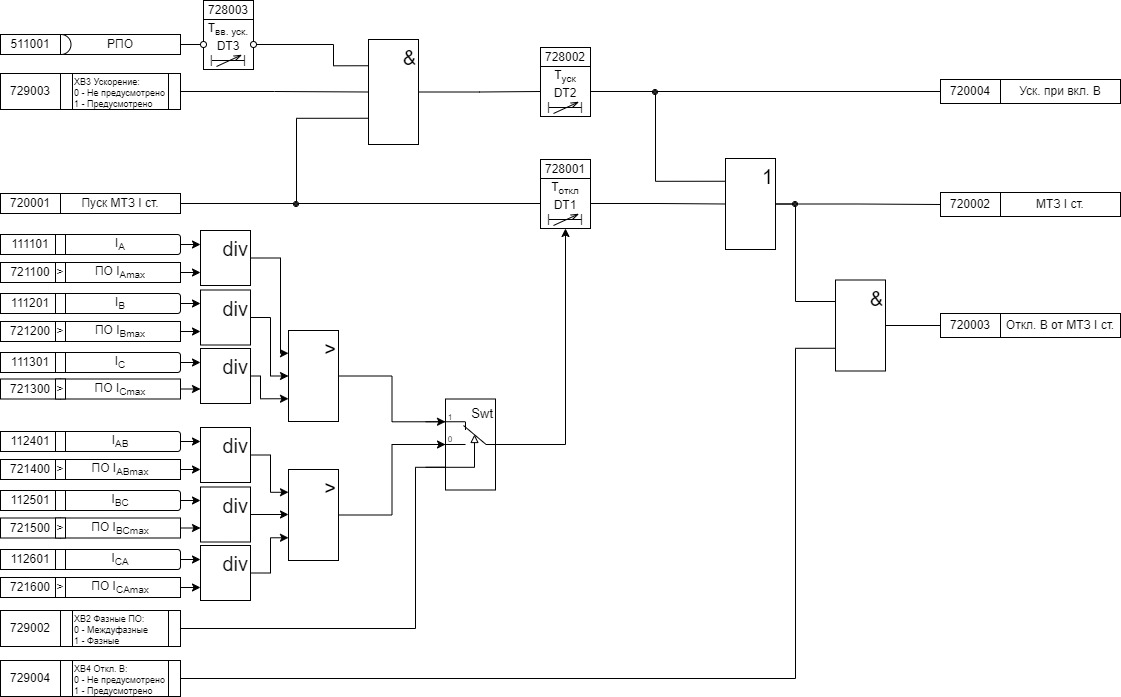 728003
Tвв. уск.
DT3
511001 РПО
729003
ХВ3 Ускорение:
0 - Не предусмотрено
1 - Предусмотрено
&
728002
Туск
DT2
720004 Уск. при вкл. В
720001 Пуск МТЗ I ст.
728001
Тоткл
DT1
1
720002 МТЗ I ст.
111101 IA
721100 > ПО IAmax
div
111201 IB
721200 > ПО IBmax
div
111301 IC
721300 > ПО ICmax
div
>
&
720003 Откл. В от МТЗ I ст.
112401 IAB
721400 > ПО IABmax
div
112501 IBC
721500 > ПО IBCmax
div
112601 ICA
721600 > ПО ICAmax
div
>
1
Swt
0
729002
ХВ2 Фазные ПО:
0 - Междуфазные
1 - Фазные
729004
ХВ4 Откл. В:
0 - Не предусмотрено
1 - Предусмотрено